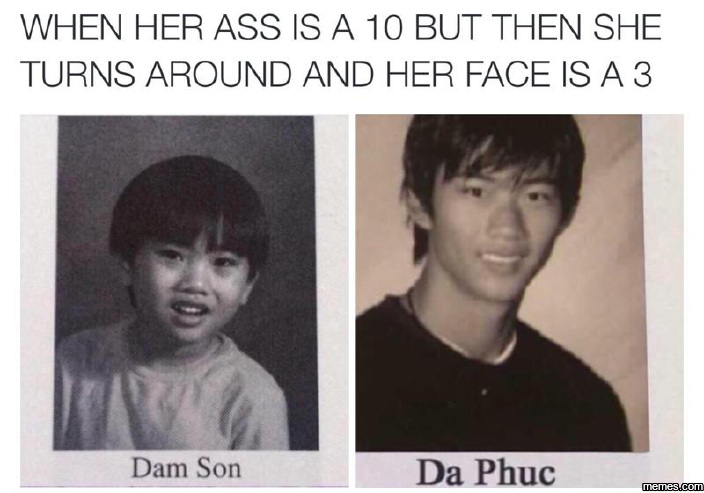 WHEN HER ASS IS A 10 BUT THEN SHE
TURNS AROUND AND HER FACE IS A 3
Dam Son
Da Phuc
memes.com